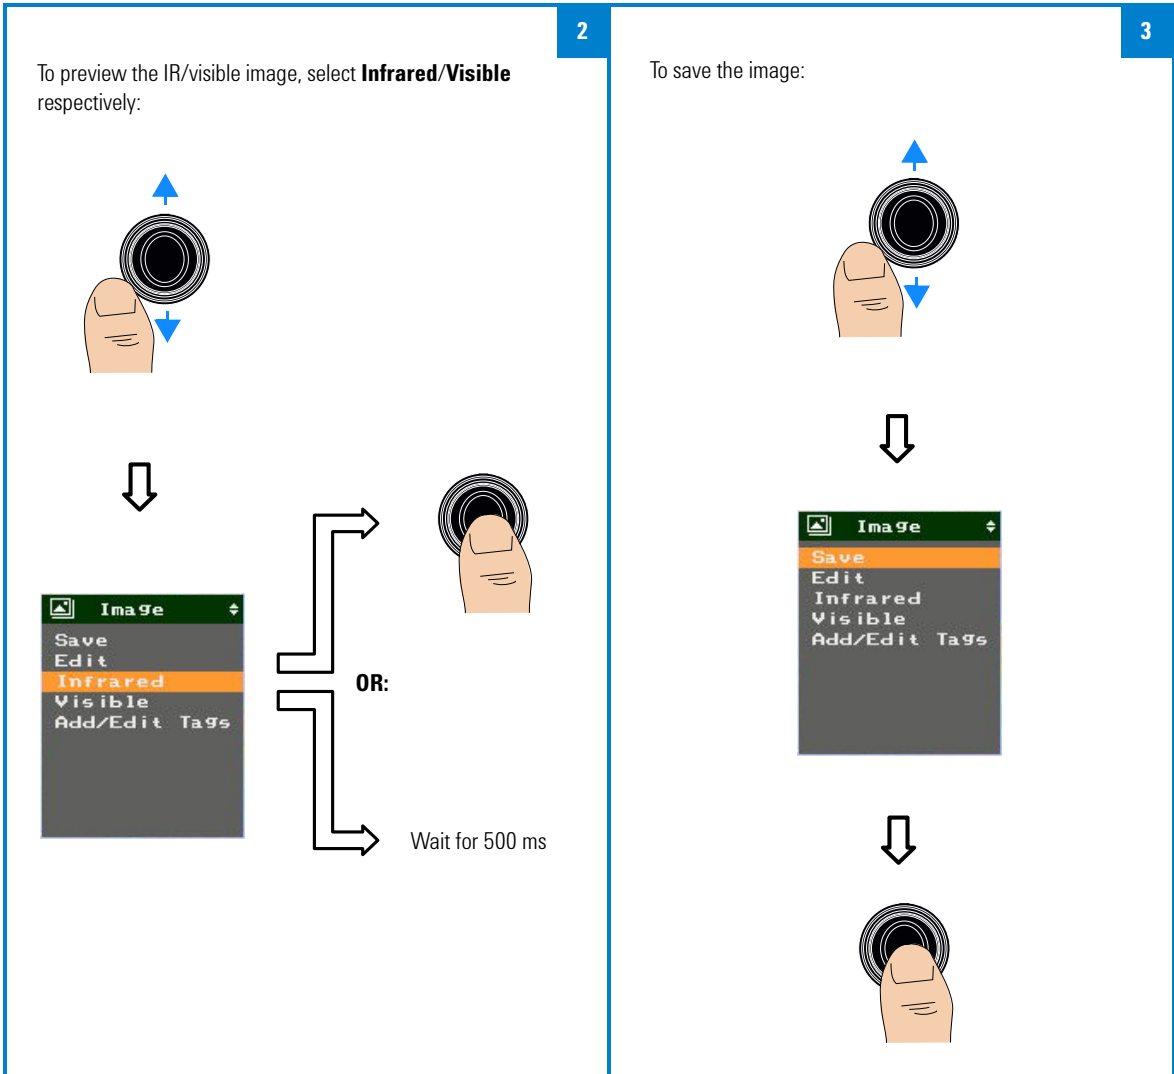 2
To preview the IR/visible image, select Infrared/Visible
respectively:
Image
Save
Edit
Infrared
Visible
Add/Edit Tags
OR:
Wait for 500 ms
3
To save the image:
Image
Save
Edit
Infrared
Visible
Add/Edit Tags